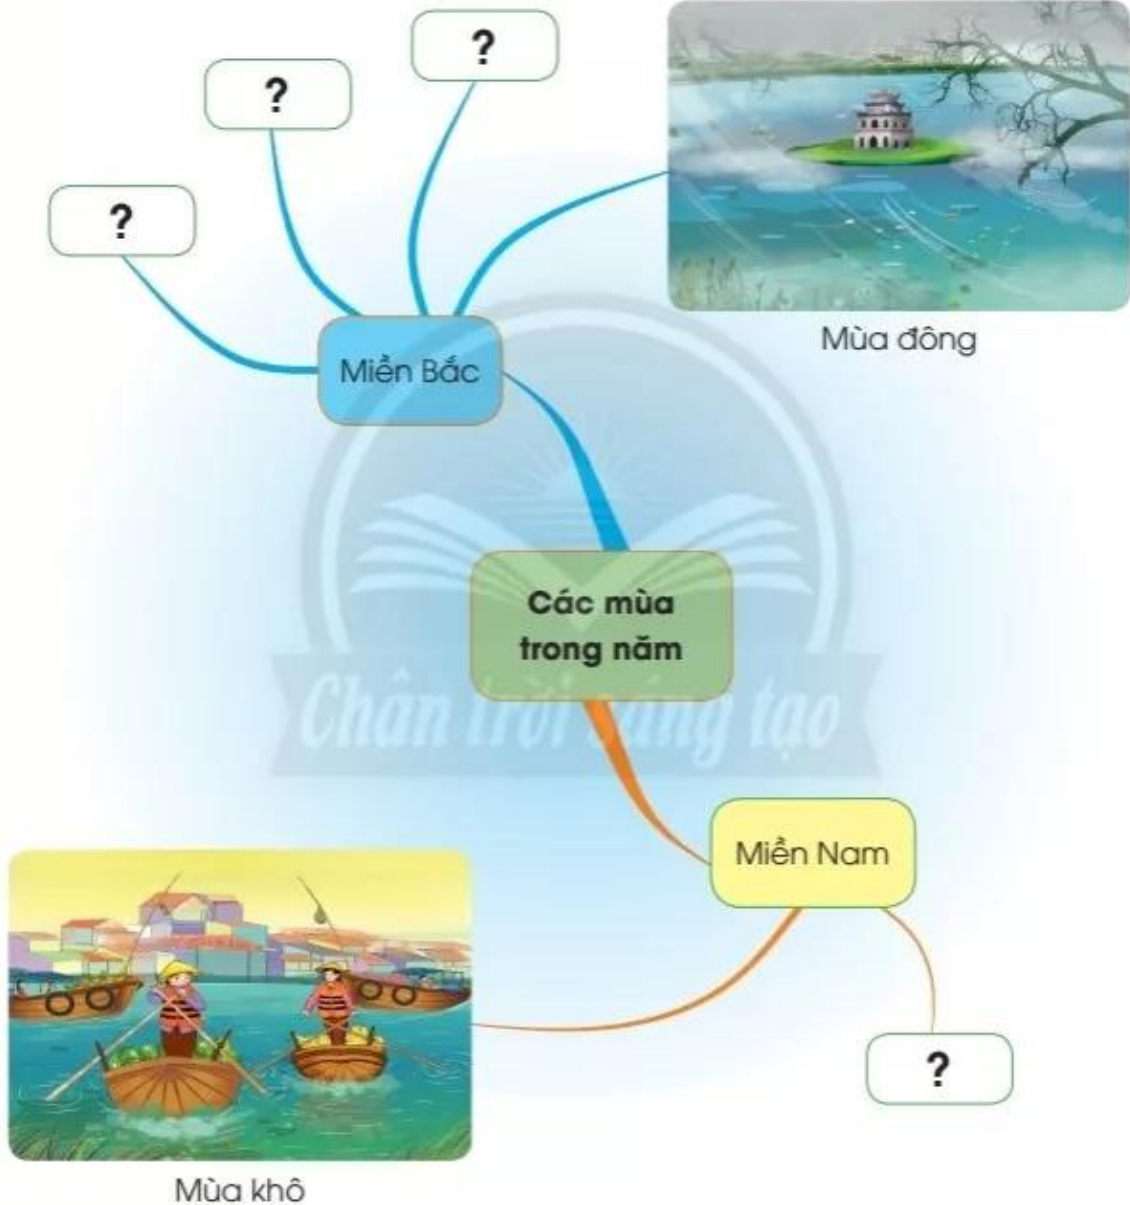 ?
?
?
Mùa đông
Miền Bắc
Các mùa
trong năm
Chân trời sáng tạo
Miền Nam
?
Mùa khô